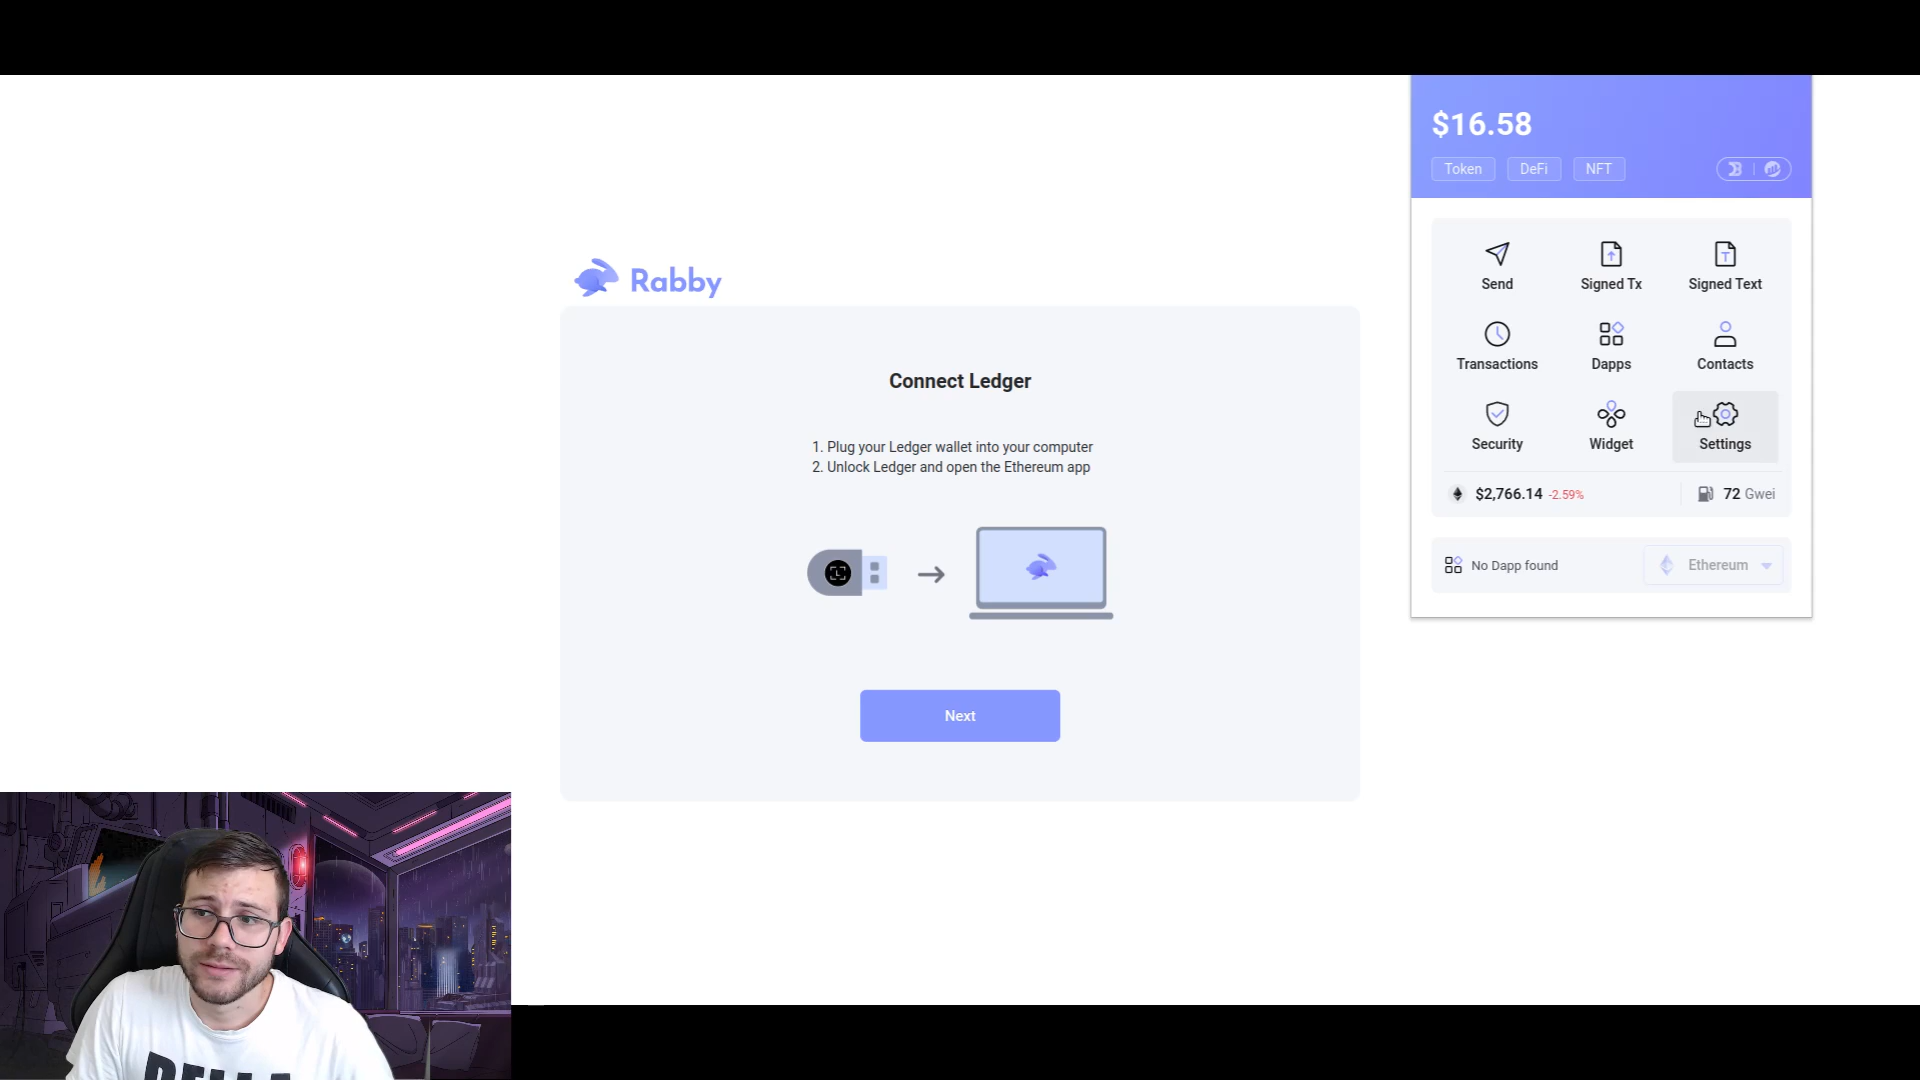 $16.58
Token DeFi NFT
Send Signed Tx Signed Text
Transactions Dapps Contacts
Security Widget Settings
$2,766.14 -2.59% 72 Gwei
No Dapp found Ethereum
Rabby
Connect Ledger
1. Plug your Ledger wallet into your computer
2. Unlock Ledger and open the Ethereum app
Next